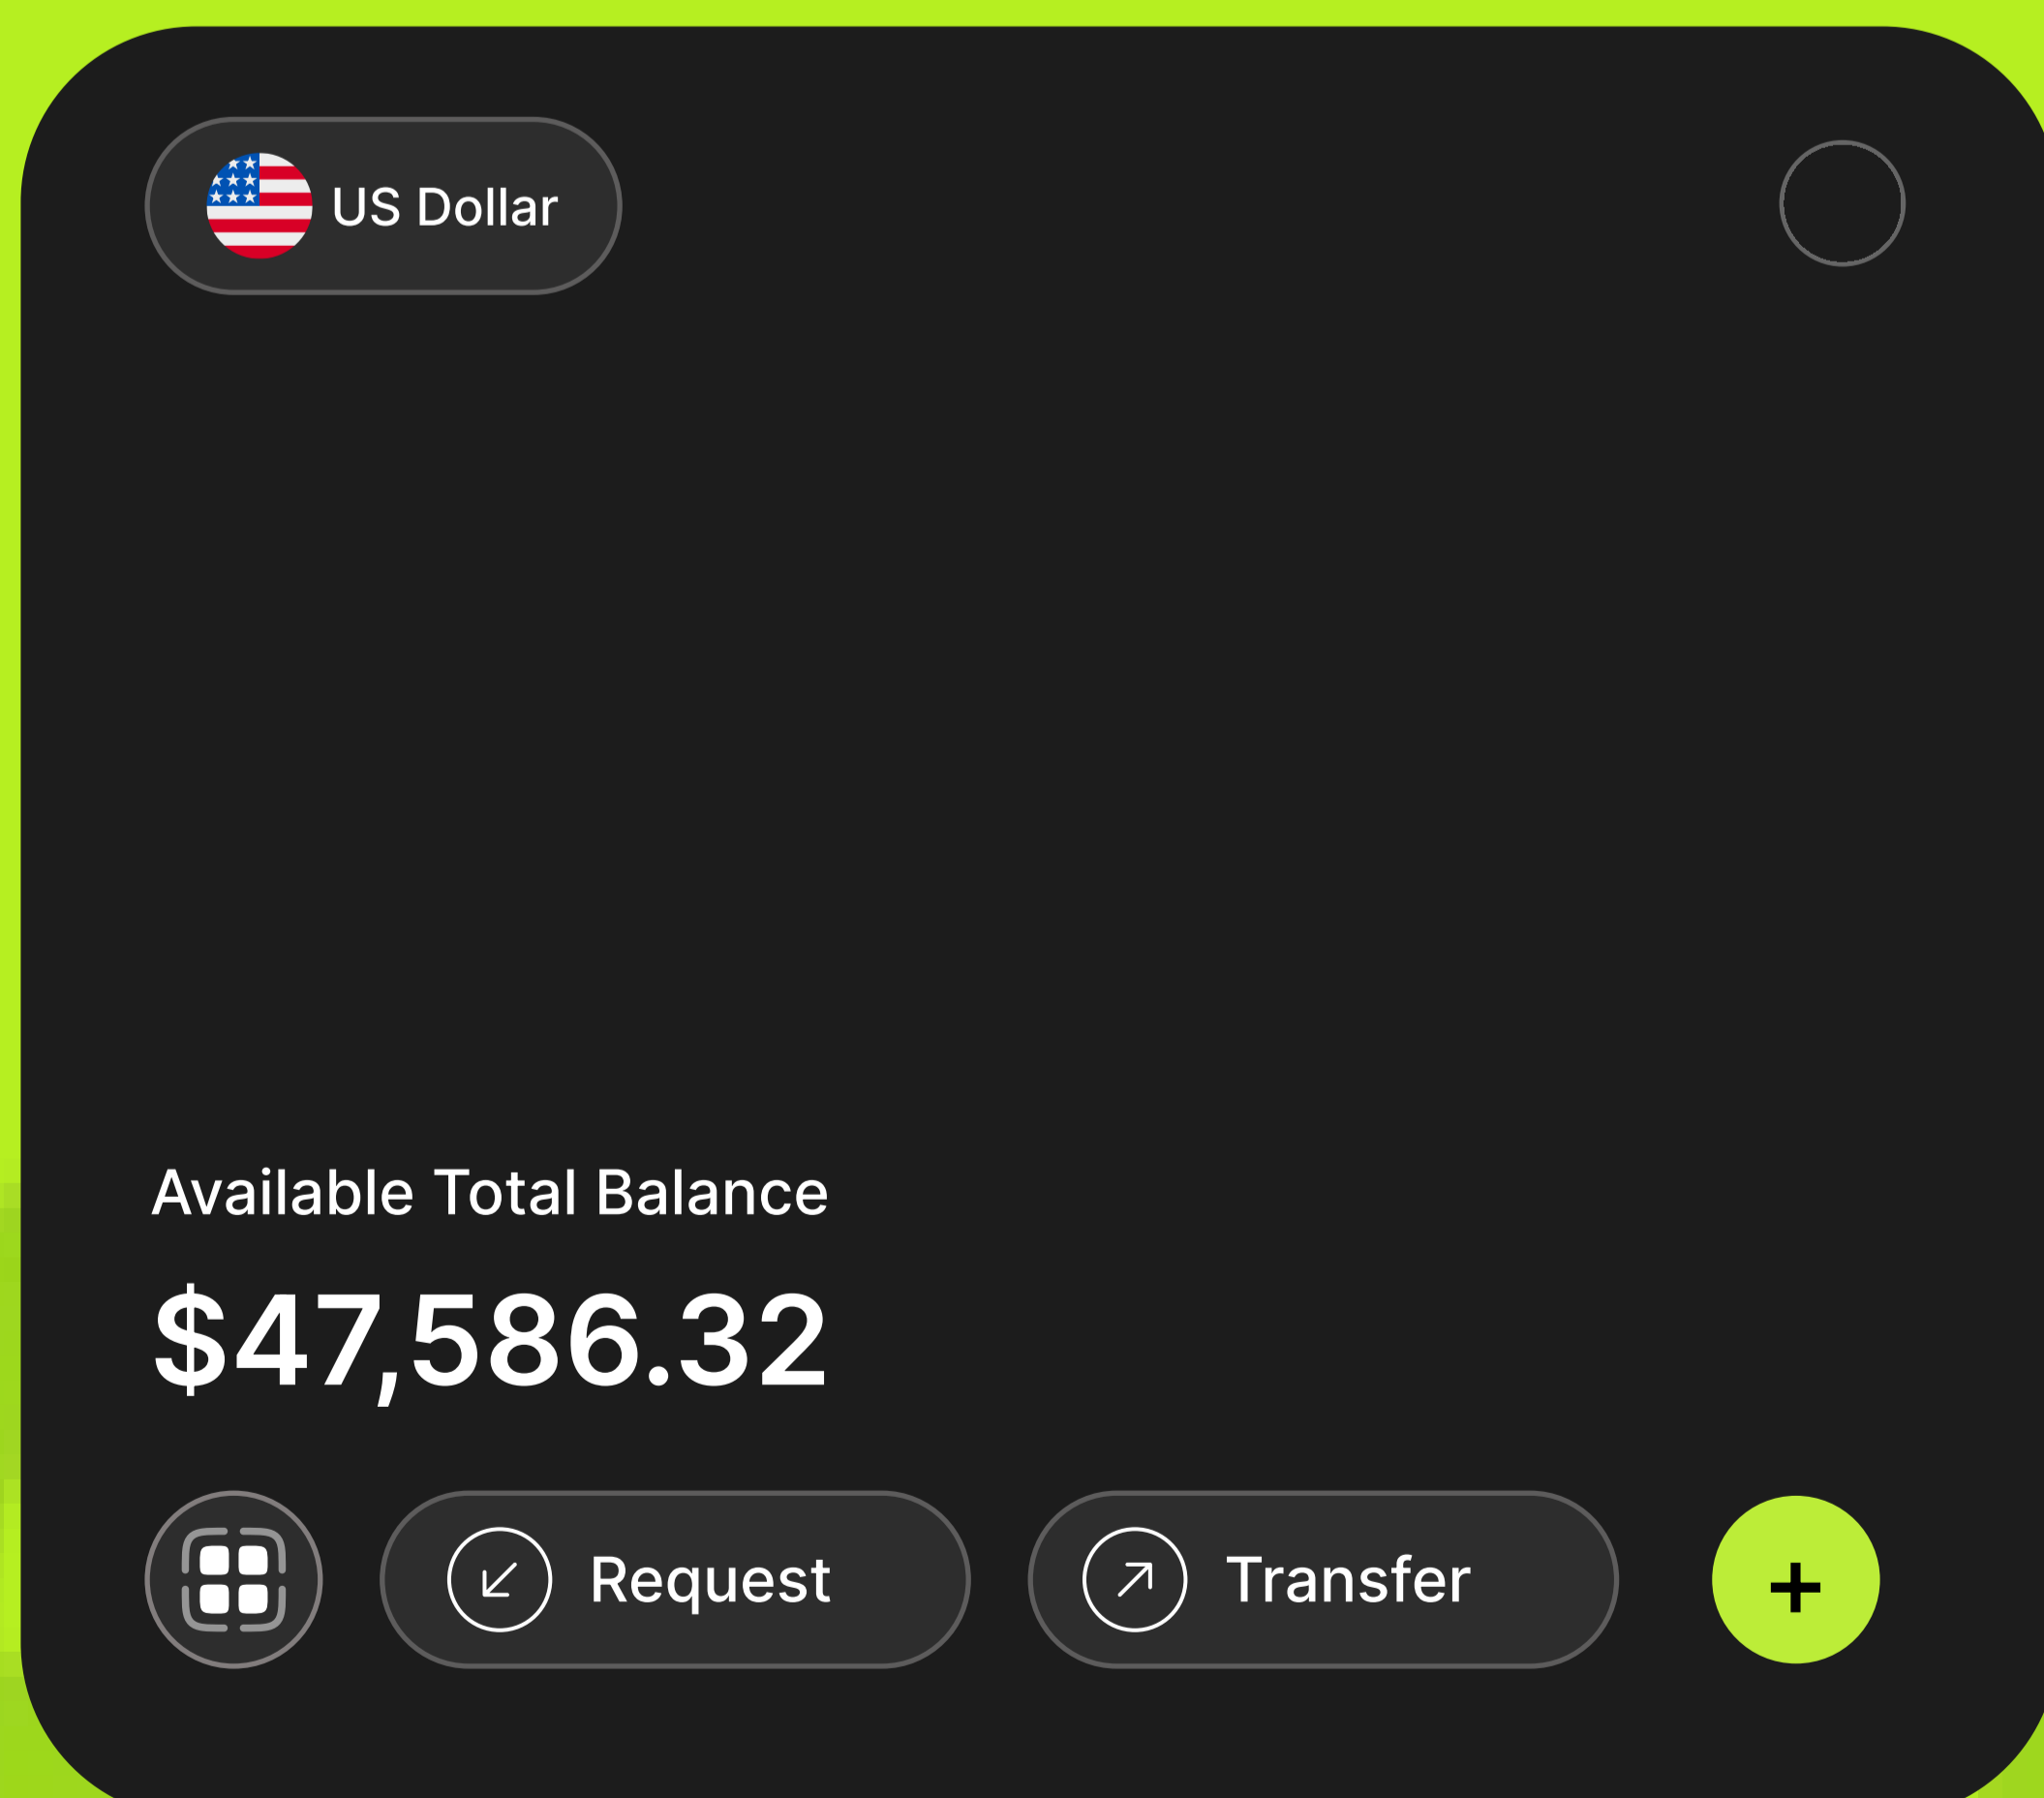 US Dollar
Available Total Balance
$47,586.32
Request
Transfer
+